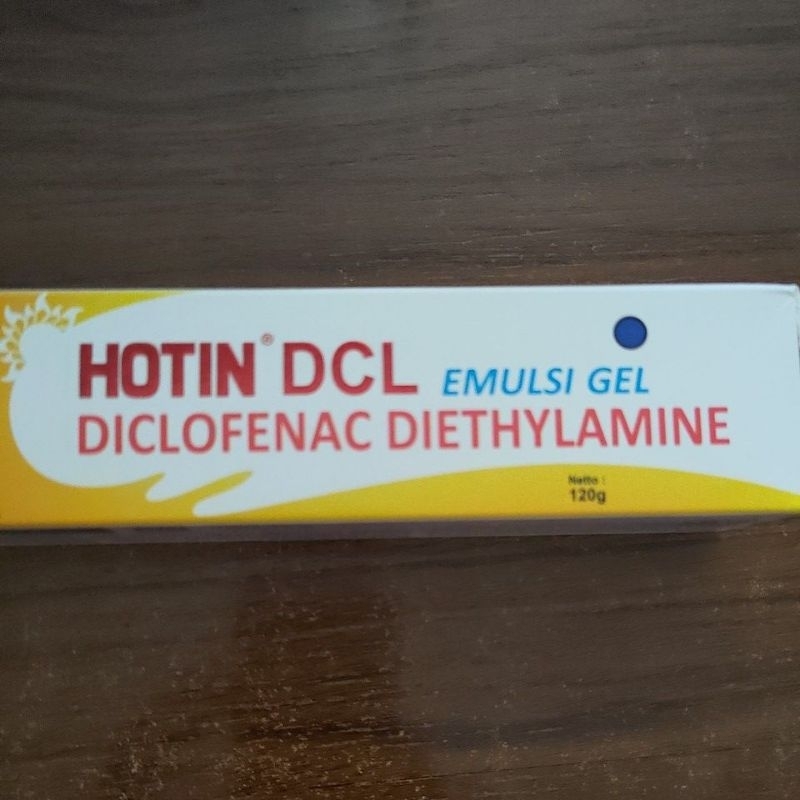 HOTIN® DCL EMULSI GEL
DICLOFENAC DIETHYLAMINE
Netto :
120g